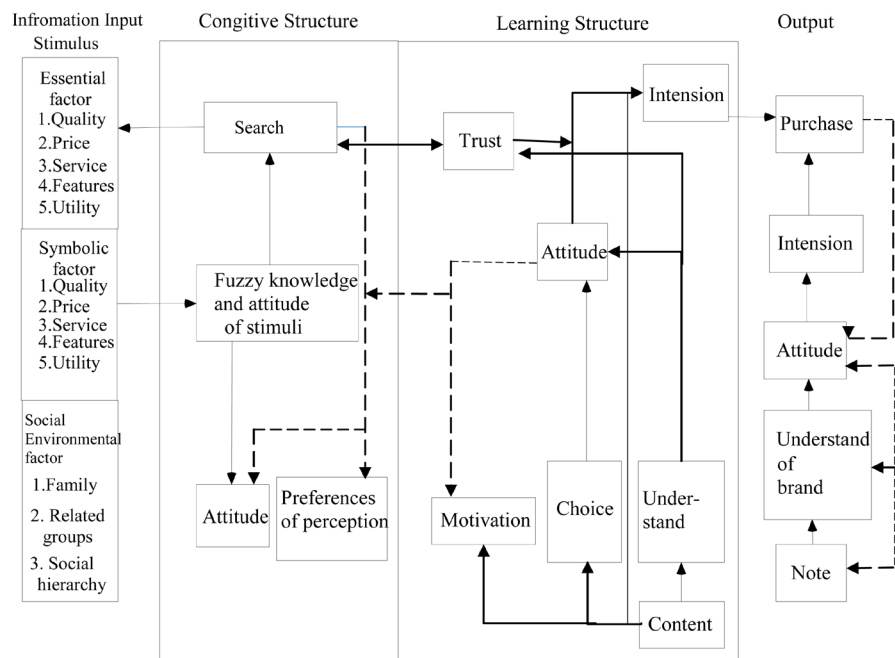 Infromation Input
Stimulus
Essential
factor
1.Quality
2.Price
3.Service
4.Features
5.Utility
Symbolic
factor
1.Quality
2.Price
3.Service
4.Features
5.Utility
Social
Environmental
factor
1.Family
2. Related
groups
3. Social
hierarchy
Congitive Structure
Search
Fuzzy knowledge
and attitude
of stimuli
Attitude
Preferences
of perception
Learning Structure
Intension
Trust
Attitude
Motivation
Choice
Under-
stand
Content
Output
Purchase
Intension
Attitude
Understand
of
brand
Note